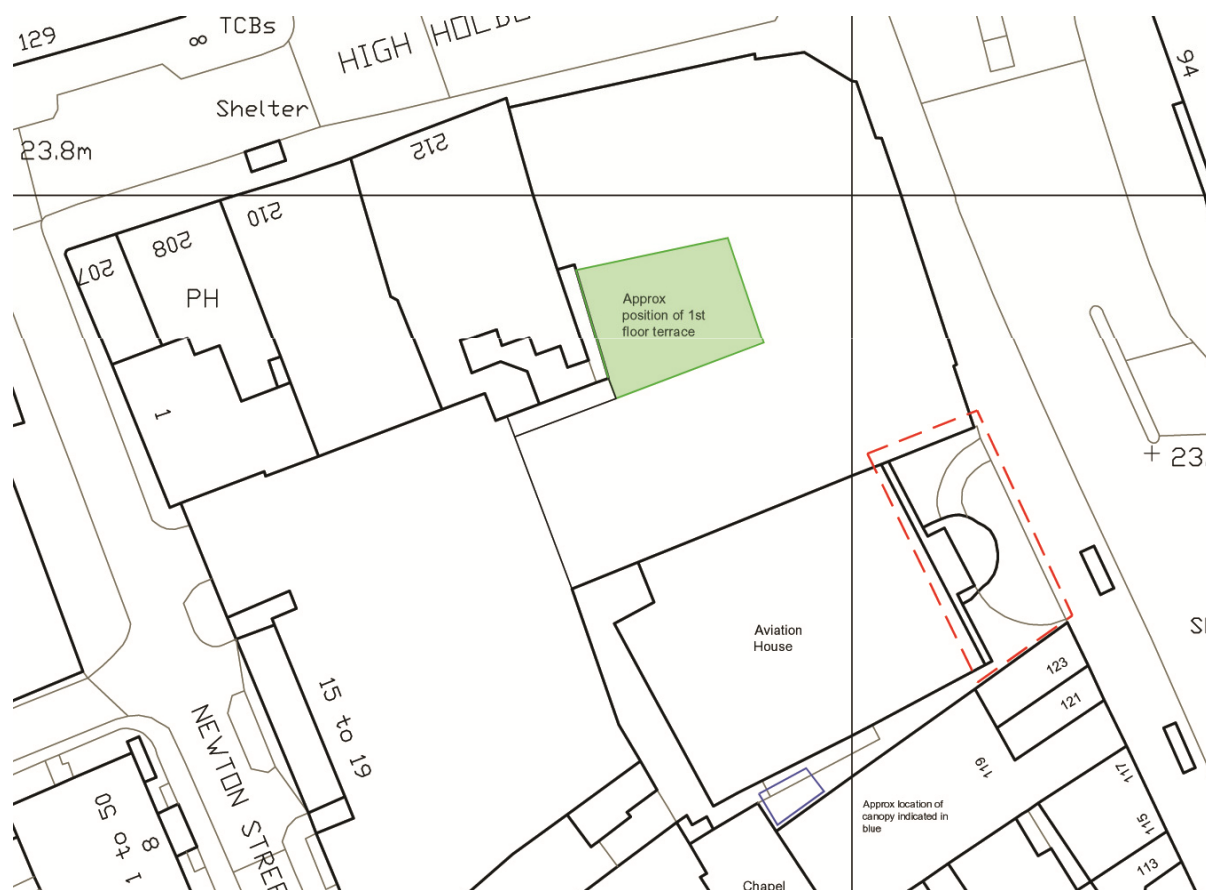 129
TCBs
HIGH HOLB
94
Shelter
23.8m
212
210
208
207
PH
Approx
position of 1st
floor terrace
1
23.
Aviation
House
123
121
119
117
115
113
15 to 19
NEWTON STREE
8
1 to 50
Approx location of
canopy indicated in
blue
Chapel